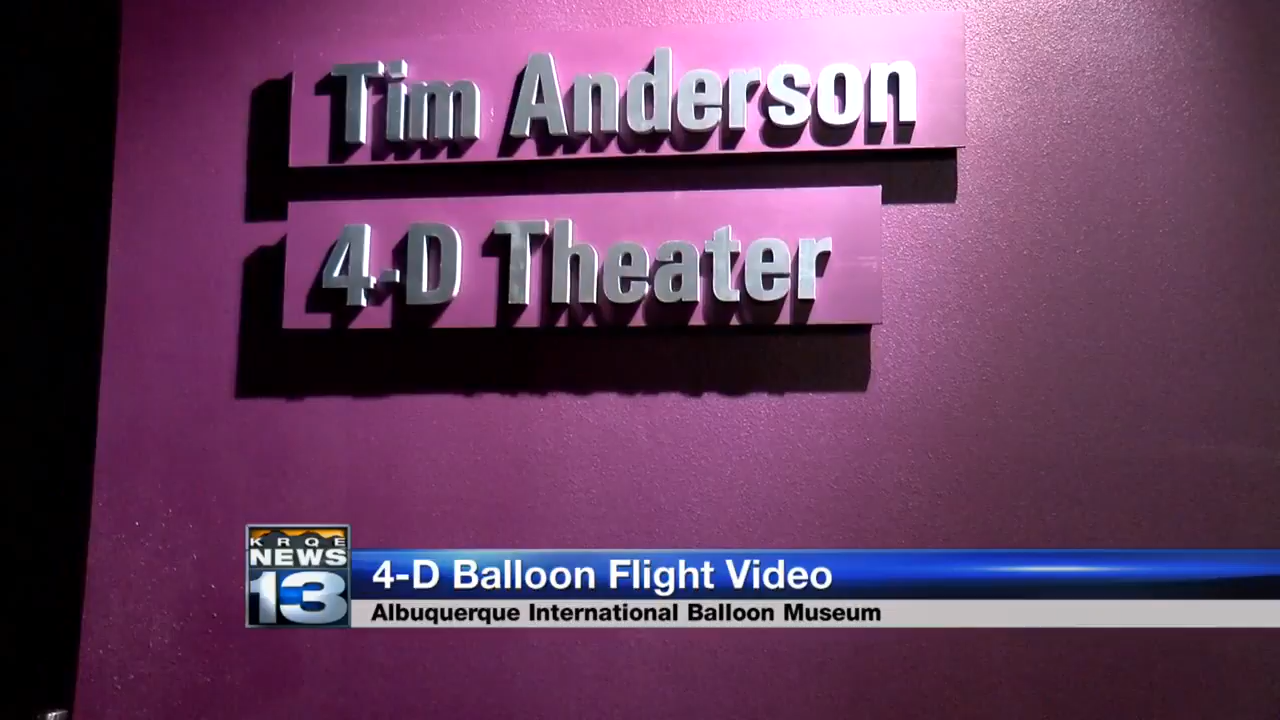 Tim Anderson
4-D Theater
KRQE
NEWS
13
4-D Balloon Flight Video
Albuquerque International Balloon Museum